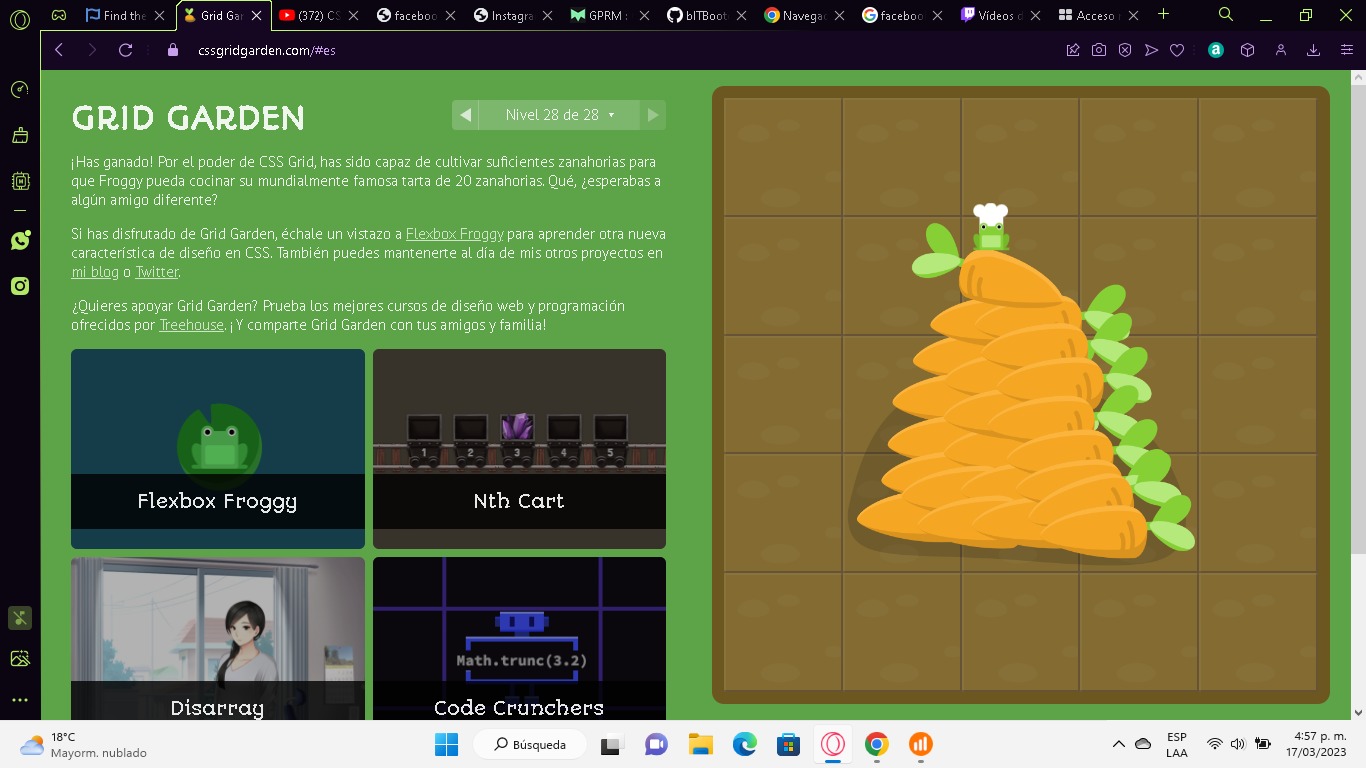 Find the
Grid Gar
(372) CS
faceboo
Instagra
GPRM :
bITBoot
Navega
faceboo
Vídeos d
Acceso
cssgridgarden.com/#es
GRID GARDEN
Nivel 28 de 28
¡Has ganado! Por el poder de CSS Grid, has sido capaz de cultivar suficientes zanahorias para
que Froggy pueda cocinar su mundialmente famosa tarta de 20 zanahorias. Qué, ¿esperabas a
algún amigo diferente?
Si has disfrutado de Grid Garden, échale un vistazo a Flexbox Froggy para aprender otra nueva
característica de diseño en CSS. También puedes mantenerte al día de mis otros proyectos en
mi blog o Twitter.
¿Quieres apoyar Grid Garden? Prueba los mejores cursos de diseño web y programación
ofrecidos por Treehouse. ¡Y comparte Grid Garden con tus amigos y familia!
Flexbox Froggy
1 2 3 4 5
Nth Cart
Disarray
Math.trunc(3.2)
Code Crunchers
18°C
Mayorm. nublado
Búsqueda
ESP
LAA
4:57 p. m.
17/03/2023